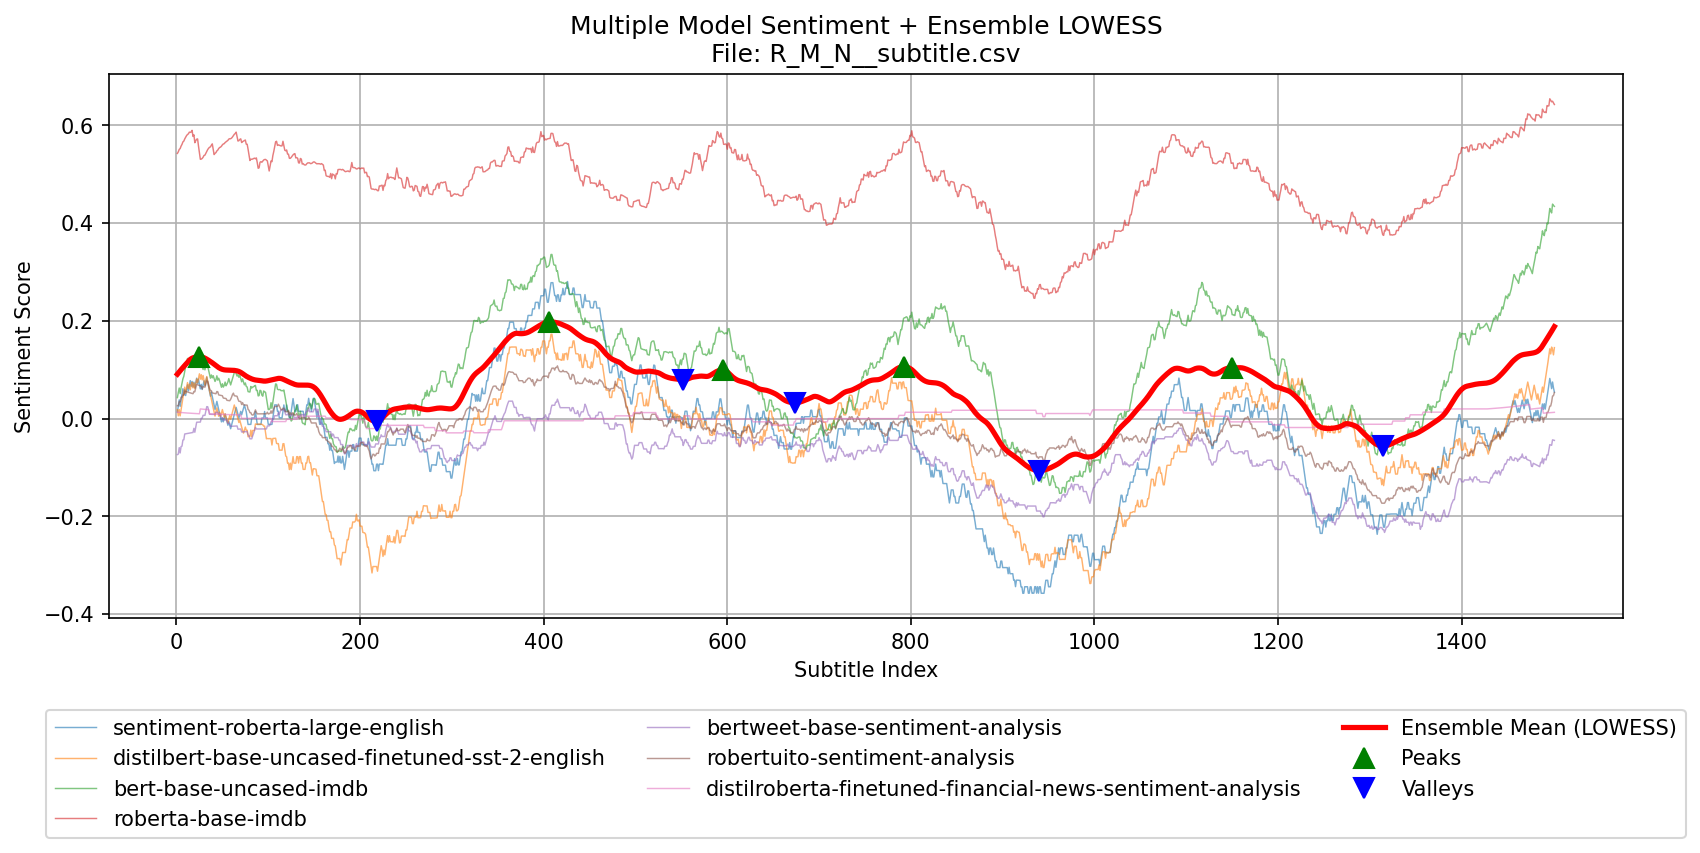 Multiple Model Sentiment + Ensemble LOWESS
File: R_M_N__subtitle.csv
Sentiment Score
0.6
0.4
0.2
0.0
−0.2
−0.4
0 200 400 600 800 1000 1200 1400
Subtitle Index
sentiment-roberta-large-english
distilbert-base-uncased-finetuned-sst-2-english
bert-base-uncased-imdb
roberta-base-imdb
bertweet-base-sentiment-analysis
robertuito-sentiment-analysis
distilroberta-finetuned-financial-news-sentiment-analysis
Ensemble Mean (LOWESS)
Peaks
Valleys